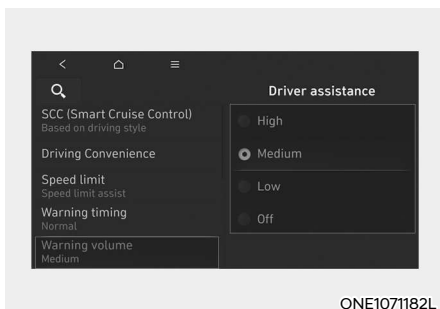 Driver assistance
SCC (Smart Cruise Control)
Based on driving style
Driving Convenience
Speed limit
Speed limit assist
Warning timing
Normal
Warning volume
Medium
High
Medium
Low
Off
ONE1071182L